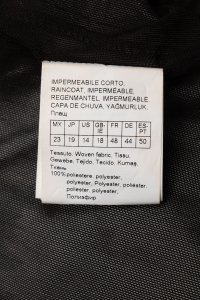 IMPERMEABILE CORTO,
RAINCOAT, IMPERMÉABLE,
REGENMANTEL, IMPERMEABLE,
CAPA DE CHUVA, YAĞMURLUK,
Плащ
MX JP US GB-IE FR DE ES-PT
23 19 14 18 48 44 50
Tessuto, Woven fabric, Tissu,
Gewebe, Tejido, Tecido, Kumaş,
Ткань
100% poliestere, polyester,
polyester, Polyester,
poliéster, poliéster, Polyester,
Полиэфир